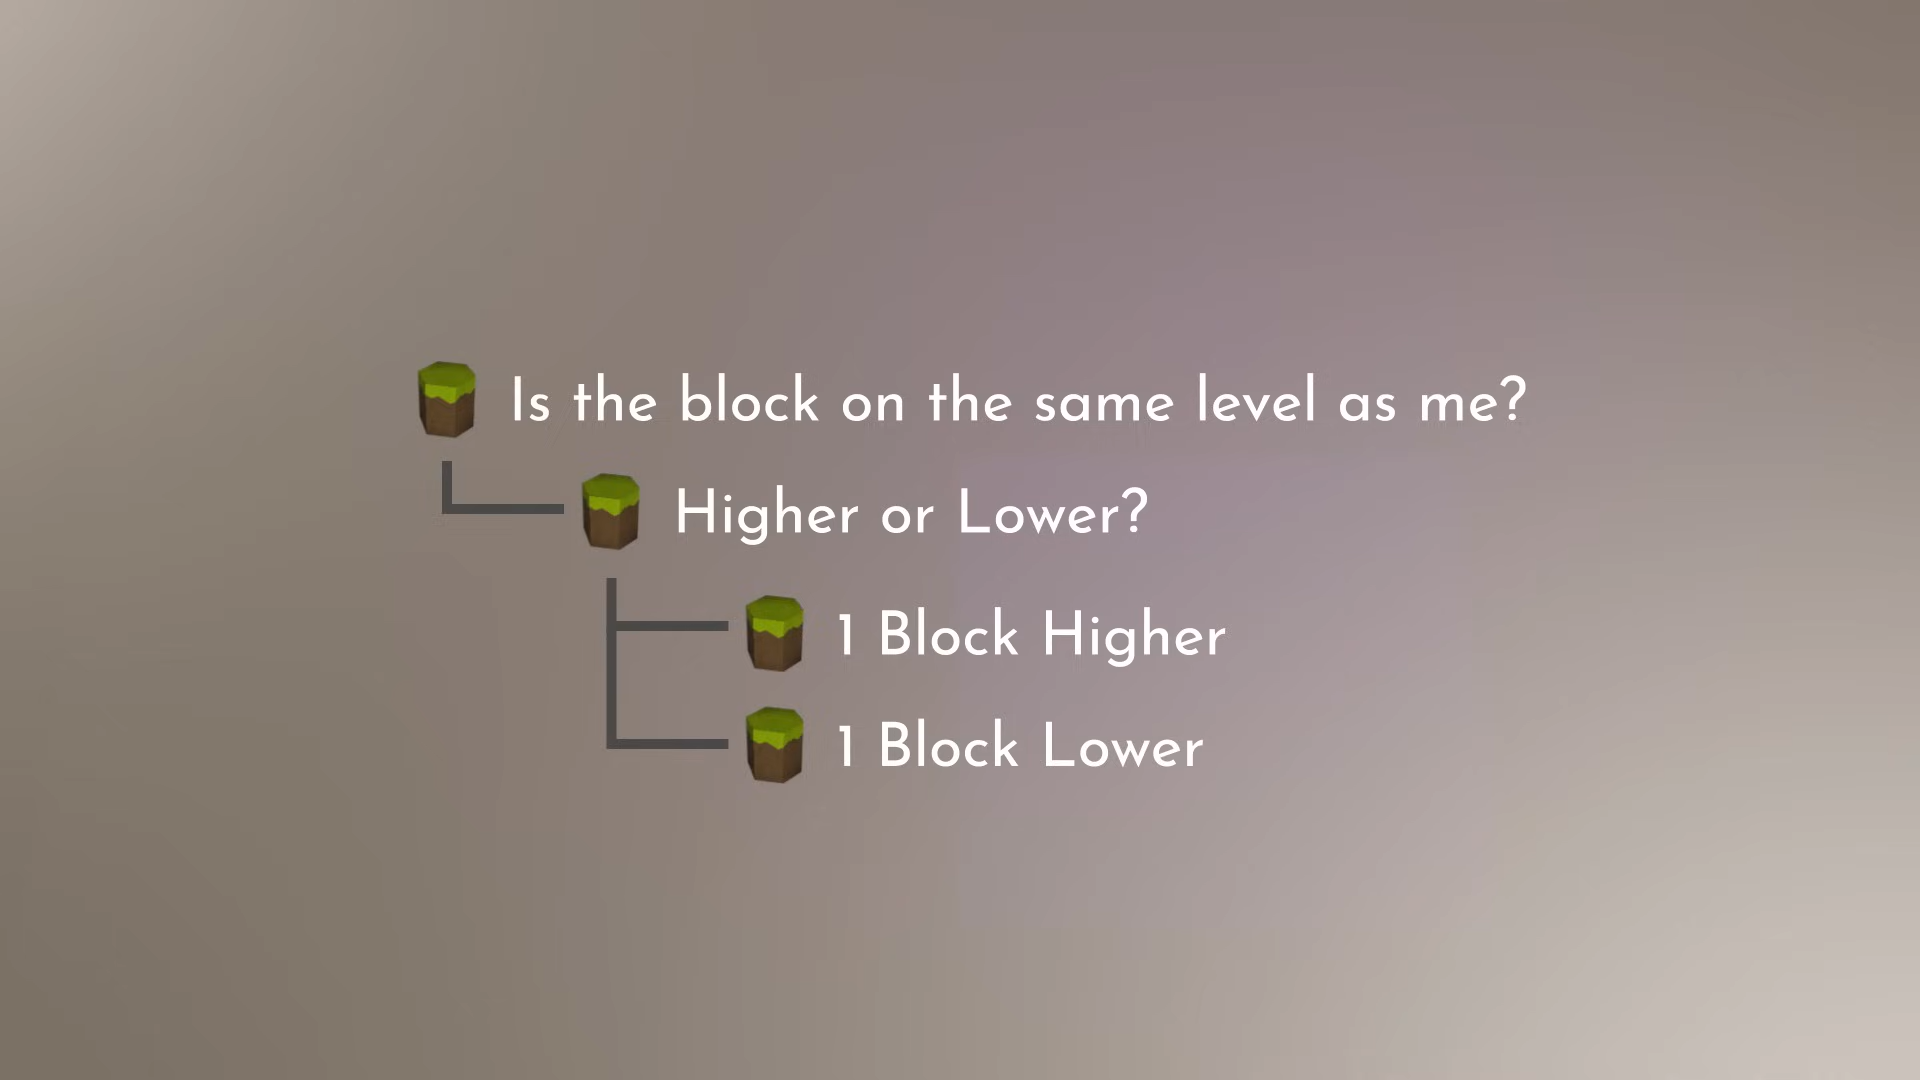 Is the block on the same level as me?
Higher or Lower?
1 Block Higher
1 Block Lower